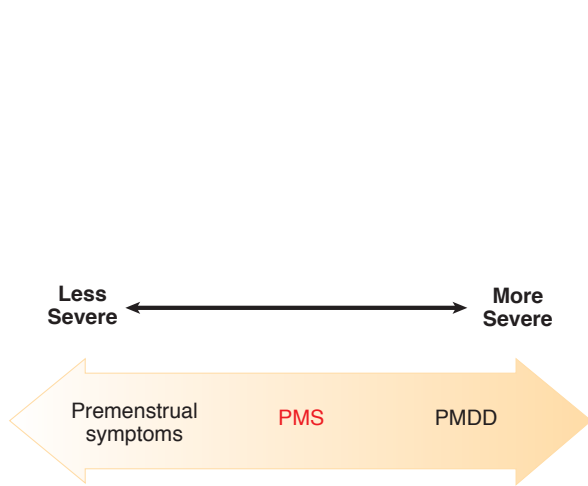 Less
Severe
More
Severe
Premenstrual
symptoms
PMS
PMDD